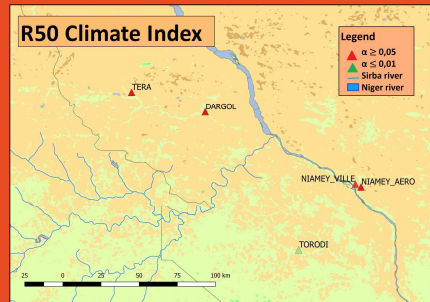 R50 Climate Index
Legend
α ≥ 0,05
α ≤ 0,01
Sirba river
Niger river
TERA
DARGOL
NIAMEY_VILLE
NIAMEY_AERO
TORODI
25 0 25 50 75 100 km